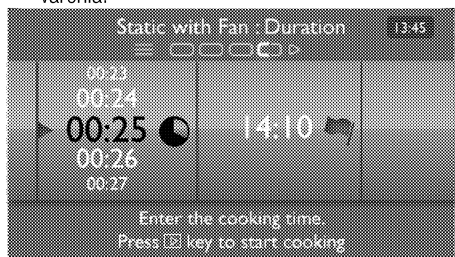 Static with Fan : Duration
13:45
00:23
00:24
00:25
14:10
00:26
00:27
Enter the cooking time.
Press key to start cooking